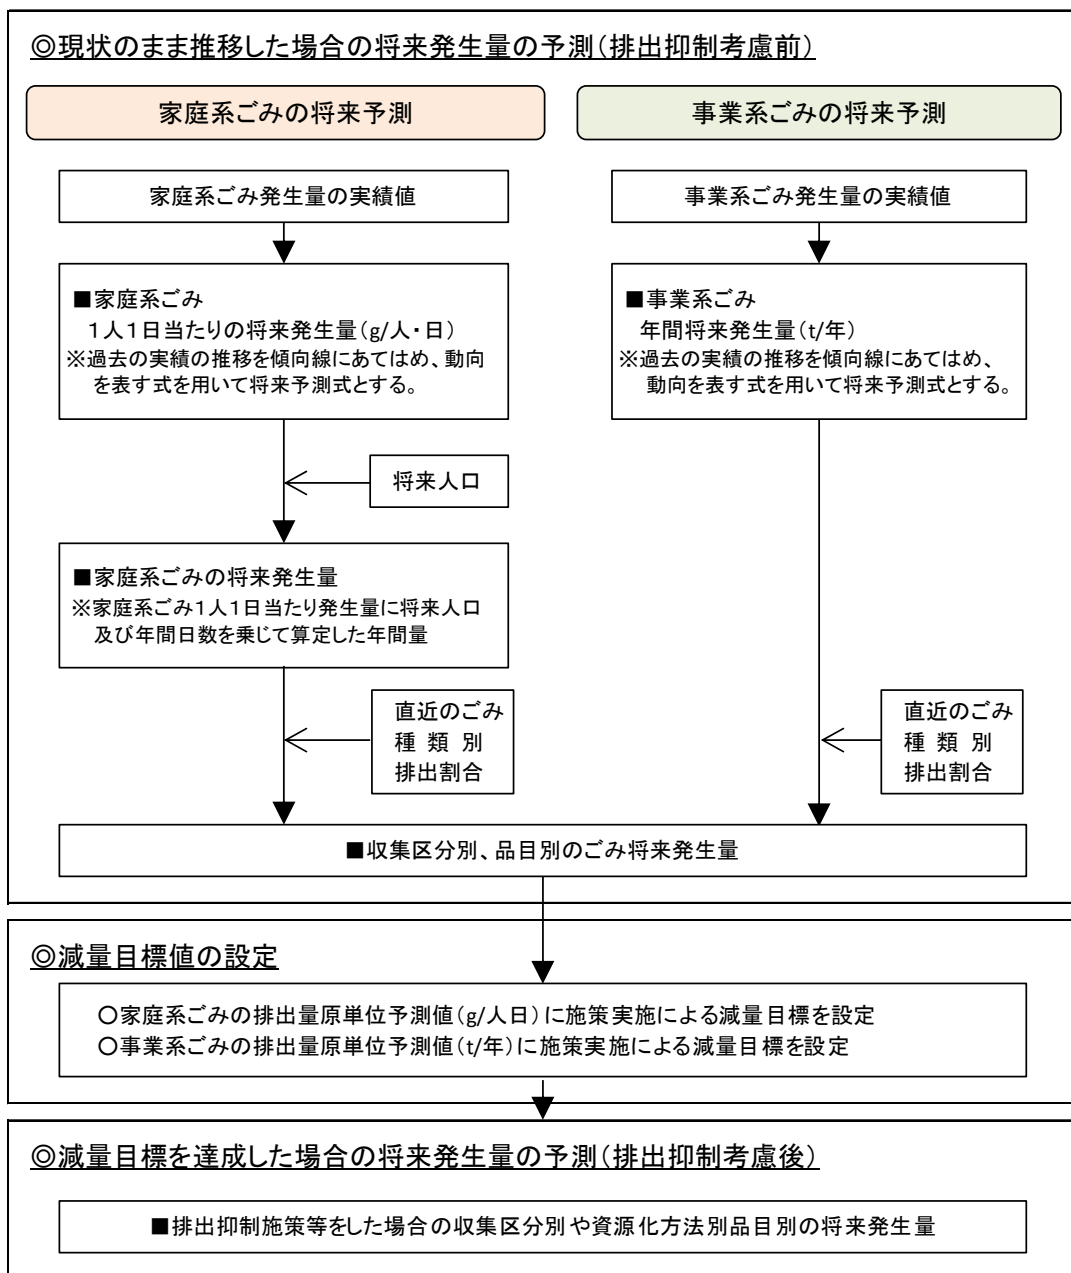 ◎現状のまま推移した場合の将来発生量の予測（排出抑制考慮前）
家庭系ごみの将来予測
事業系ごみの将来予測
家庭系ごみ発生量の実績値
事業系ごみ発生量の実績値
■家庭系ごみ
１人１日当たりの将来発生量（g/人・日）
※過去の実績の推移を傾向線にあてはめ、動向
を表す式を用いて将来予測式とする。
■事業系ごみ
年間将来発生量（t/年）
※過去の実績の推移を傾向線にあてはめ、
動向を表す式を用いて将来予測式とする。
将来人口
■家庭系ごみの将来発生量
※家庭系ごみ１人１日当たり発生量に将来人口
及び年間日数を乗じて算定した年間量
直近のごみ
種類別
排出割合
直近のごみ
種類別
排出割合
■収集区分別、品目別のごみ将来発生量
◎減量目標値の設定
○家庭系ごみの排出量原単位予測値（g/人日）に施策実施による減量目標を設定
○事業系ごみの排出量原単位予測値（t/年）に施策実施による減量目標を設定
◎減量目標を達成した場合の将来発生量の予測（排出抑制考慮後）
■排出抑制施策等をした場合の収集区分別や資源化方法別品目別の将来発生量